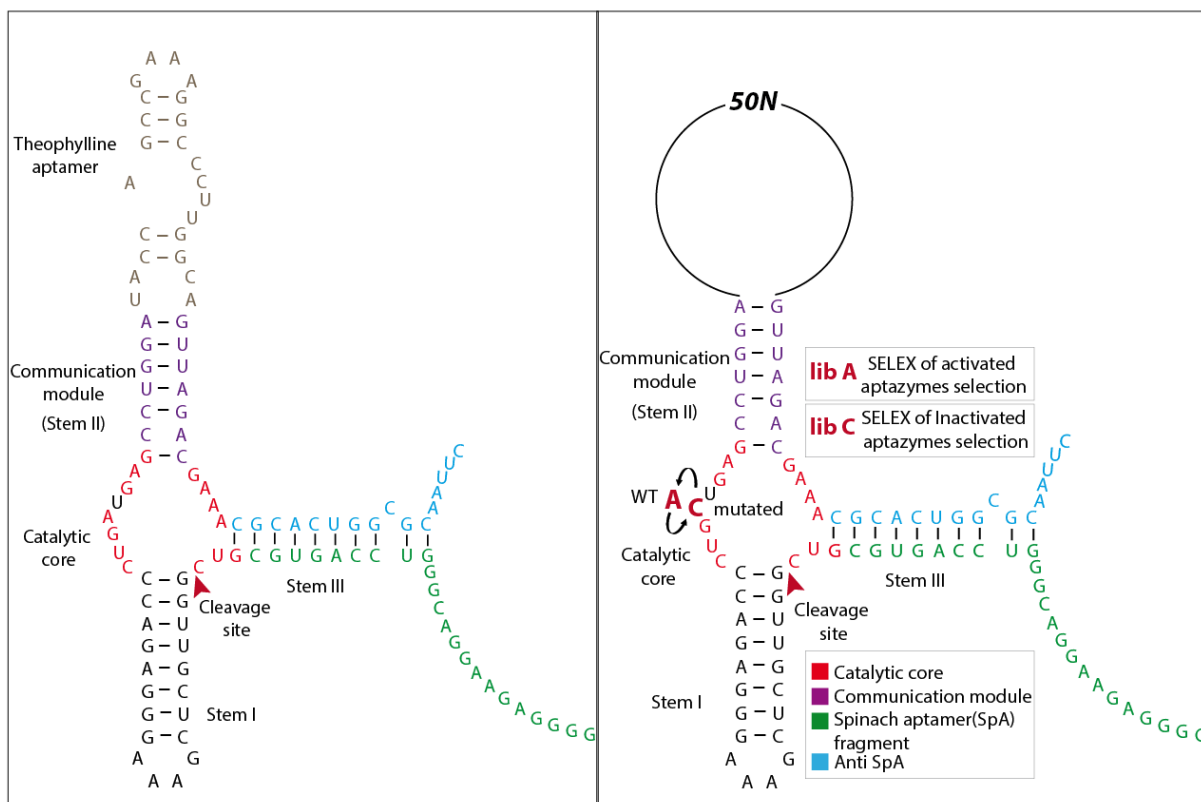 A A
G A
C – G
C – G
G – C
Theophylline
aptamer
C
A C
U
U
C – G
C – G
A C
U A
A – G
G – U
G – U
U – A
C – G
C – A
G – C
Communication
module
(Stem II)
A G
G A
U A
A A
G A
U
C
C G C A C U G G C G C A A U U C
C U G C G U G A C C U G G G C A G G A A G A G G G G
Catalytic
core
Stem III
Cleavage
site
C – G
C – G
A – U
G – U
A – G
G – C
G – U
G – C
A G
A A
Stem I
50N
A – G
G – U
G – U
U – A
C – G
C – A
G – C
Communication
module
(Stem II)
lib A SELEX of activated
aptazymes selection
lib C SELEX of Inactivated
aptazymes selection
A G
G A
U A
WT A C mutated
G A
U A
C
C G C A C U G G C G C A A U U C
C U G C G U G A C C U G G G C A G G A A G A G G G
Catalytic
core
Stem III
Cleavage
site
C – G
C – G
A – U
G – U
A – G
G – C
G – U
G – C
A G
A A
Stem I
Catalytic core
Communication module
Spinach aptamer(SpA)
fragment
Anti SpA